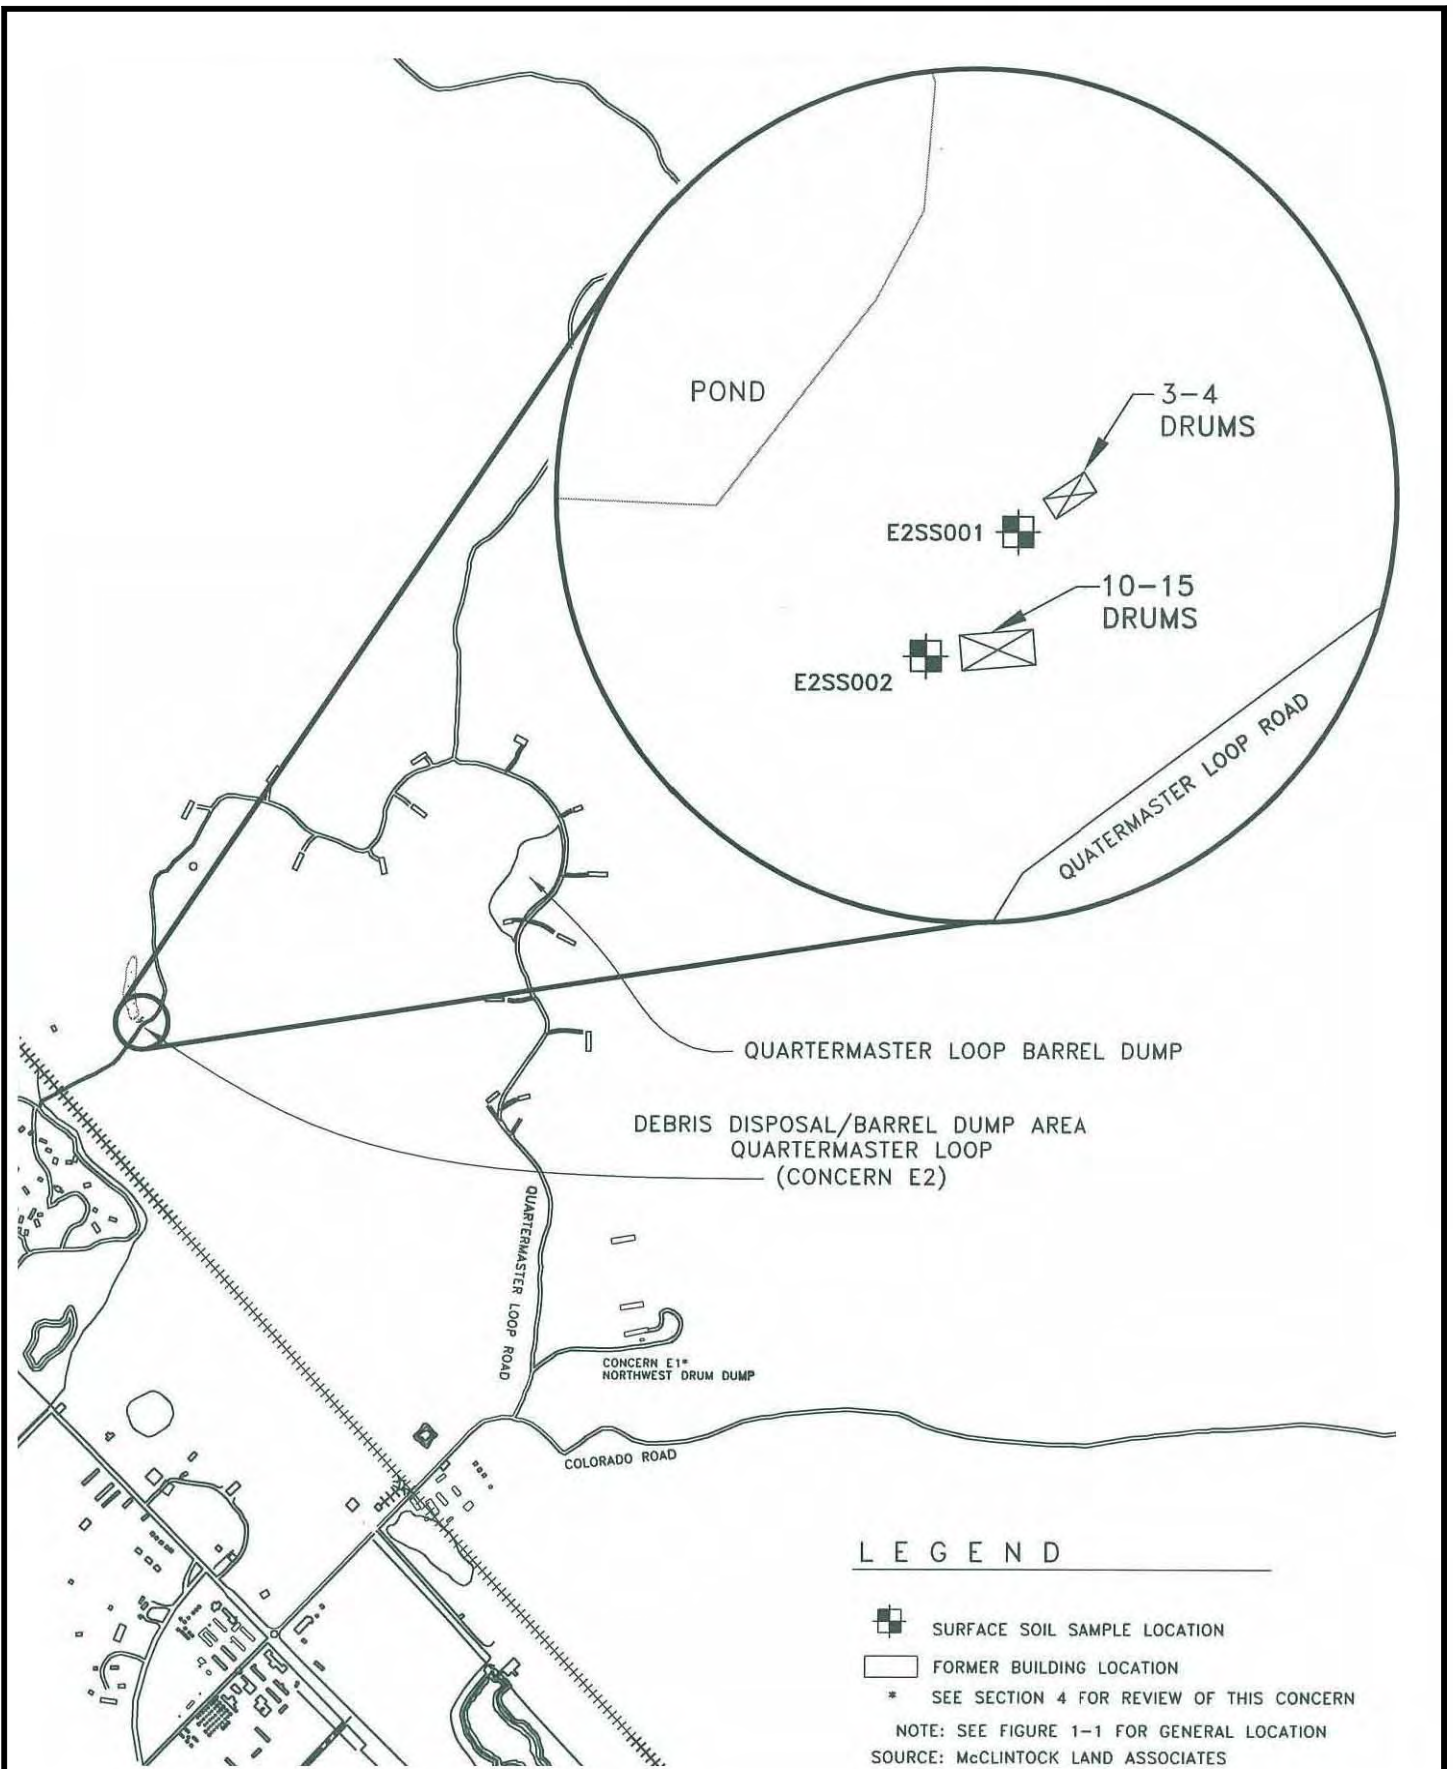 POND
3-4
DRUMS
E2SS001
10-15
DRUMS
E2SS002
QUATERMASTER LOOP ROAD
QUARTERMASTER LOOP BARREL DUMP
DEBRIS DISPOSAL/BARREL DUMP AREA
QUARTERMASTER LOOP
(CONCERN E2)
QUARTERMASTER LOOP ROAD
CONCERN E1*
NORTHWEST DRUM DUMP
COLORADO ROAD
LEGEND
SURFACE SOIL SAMPLE LOCATION
FORMER BUILDING LOCATION
* SEE SECTION 4 FOR REVIEW OF THIS CONCERN
NOTE: SEE FIGURE 1-1 FOR GENERAL LOCATION
SOURCE: McCLINTOCK LAND ASSOCIATES